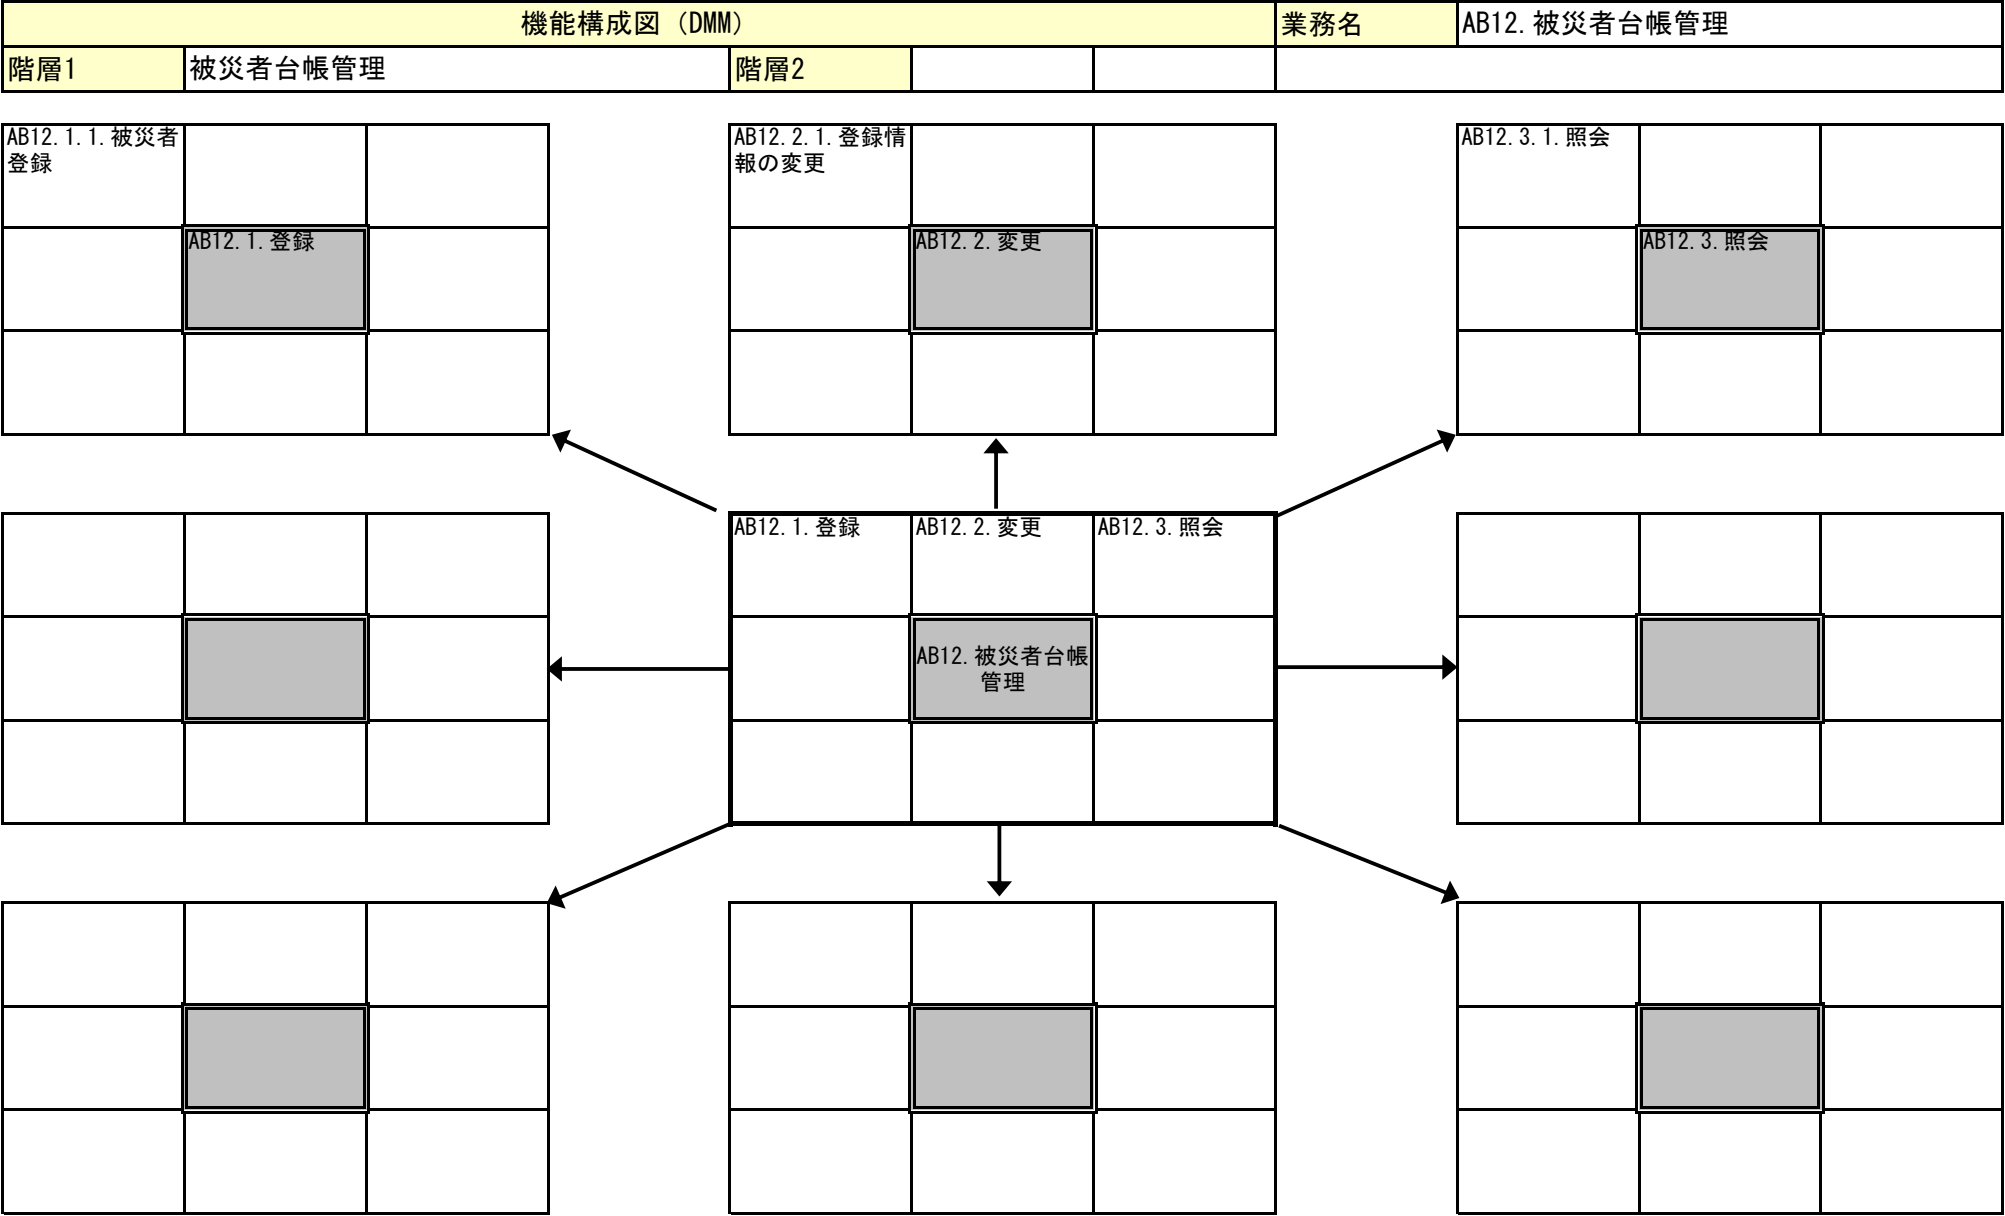 機能構成図（DMM）
業務名
AB12.被災者台帳管理
階層1
被災者台帳管理
階層2
AB12.1.1.被災者
登録
AB12.2.1.登録情
報の変更
AB12.3.1.照会
AB12.1.登録
AB12.2.変更
AB12.3.照会
AB12.1.登録
AB12.2.変更
AB12.3.照会
AB12.被災者台帳
管理